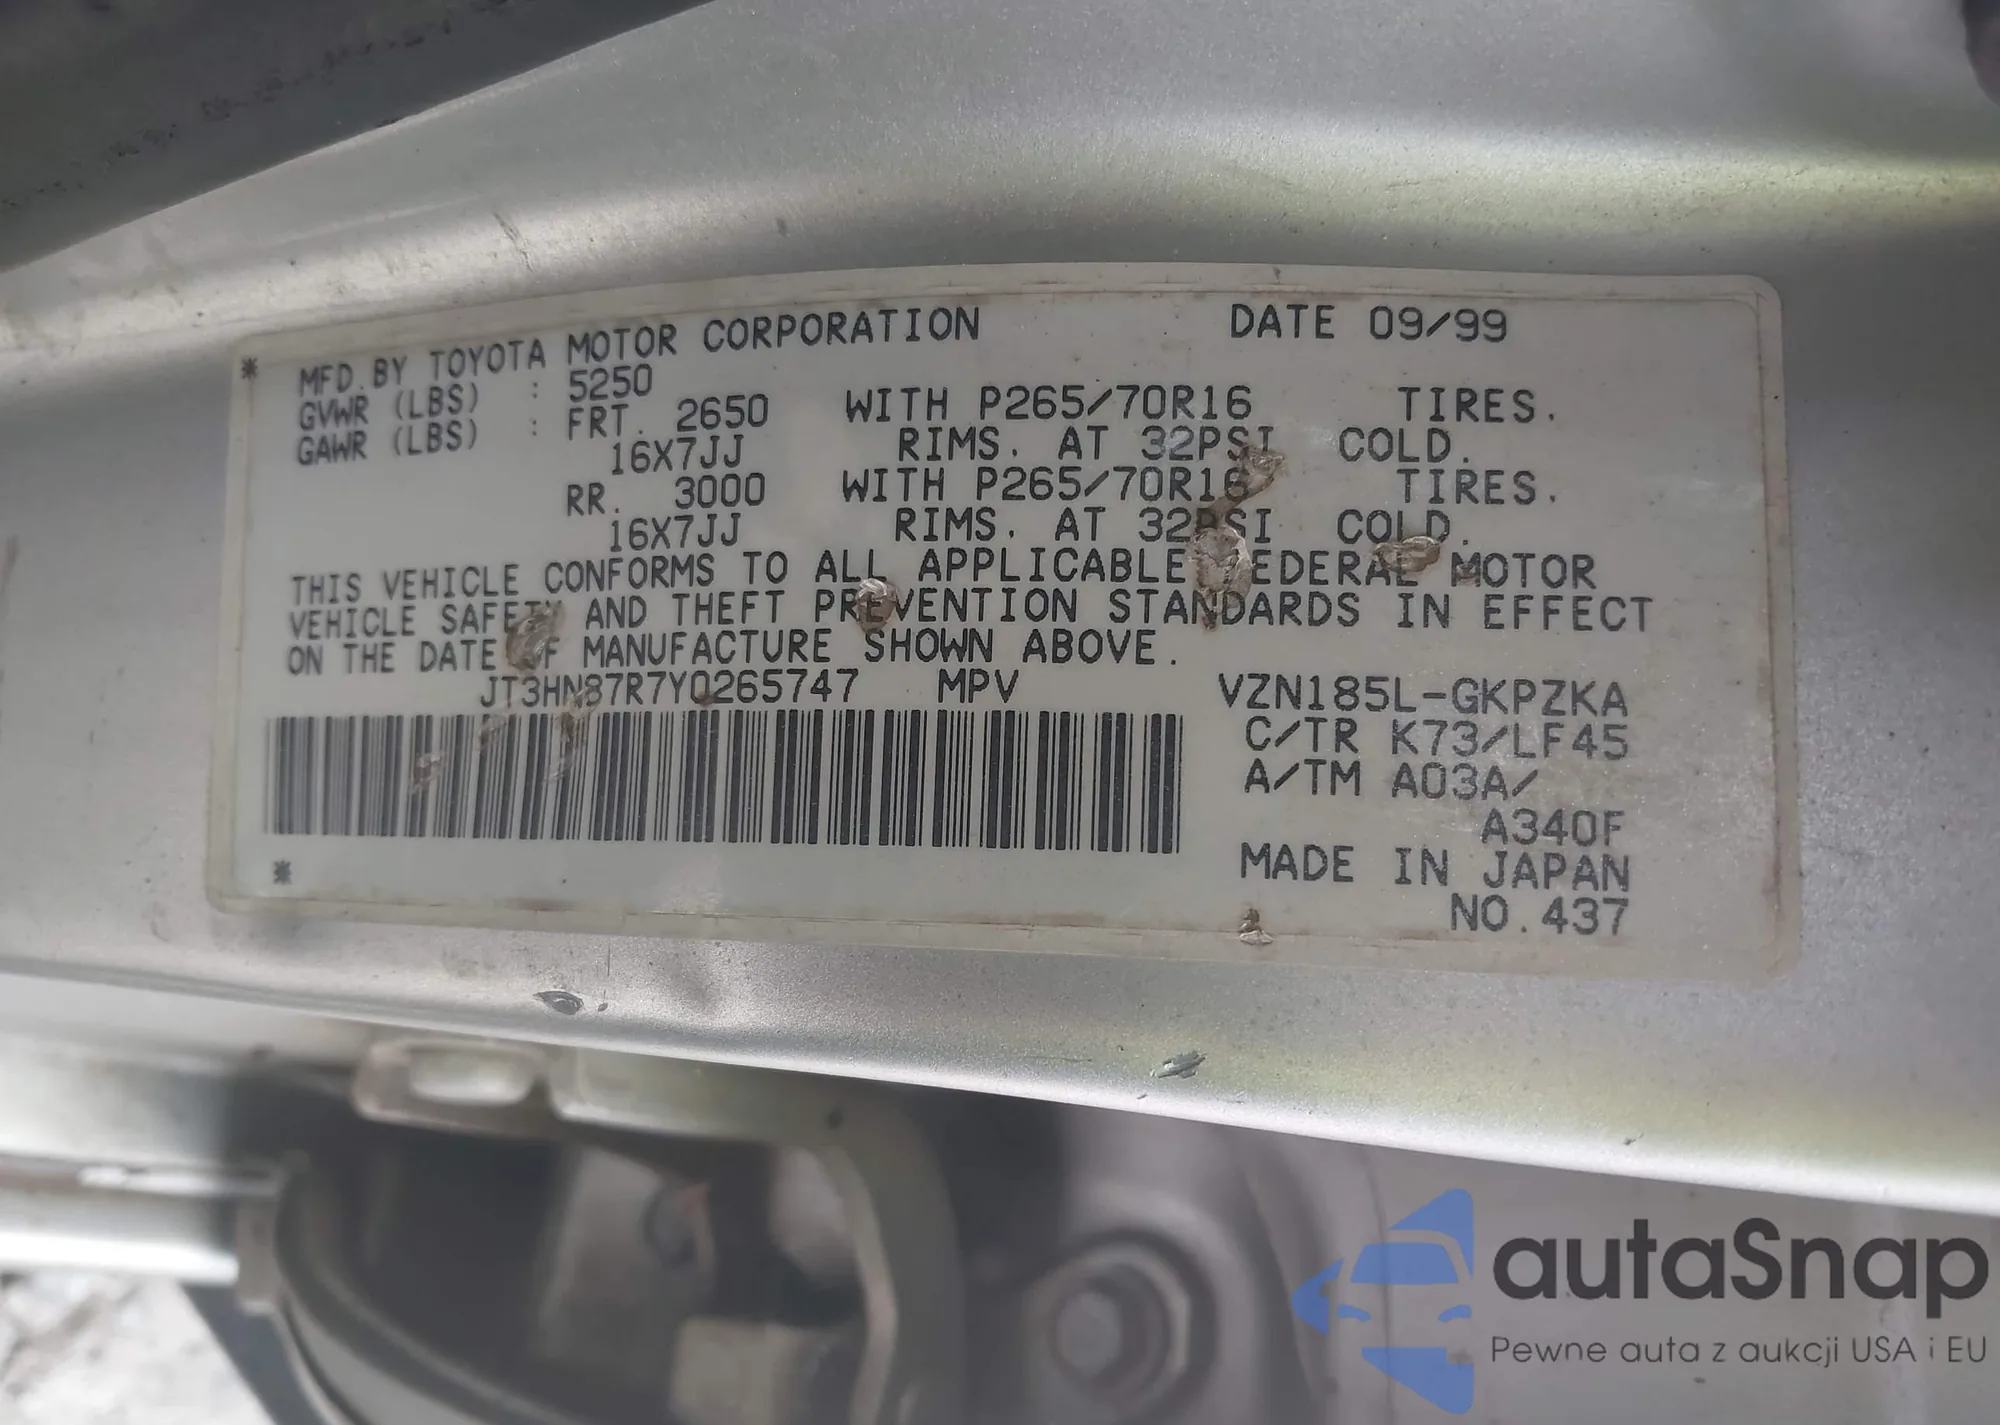 * MFD. BY TOYOTA MOTOR CORPORATION DATE 09/99
GVWR (LBS) : 5250
GAWR (LBS) : FRT. 2650 WITH P265/70R16 TIRES.
16X7JJ RIMS. AT 32PSI COLD.
RR. 3000 WITH P265/70R16 TIRES.
16X7JJ RIMS. AT 32PSI COLD.
THIS VEHICLE CONFORMS TO ALL APPLICABLE FEDERAL MOTOR
VEHICLE SAFETY AND THEFT PREVENTION STANDARDS IN EFFECT
ON THE DATE OF MANUFACTURE SHOWN ABOVE.
JT3HN87R7Y0265747 MPV VZN185L-GKPZKA
C/TR K73/LF45
A/TM A03A/
A340F
MADE IN JAPAN
* NO.437
autaSnap
Pewne auta z aukcji USA i EU